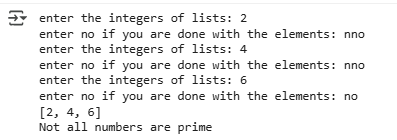 enter the integers of lists: 2
enter no if you are done with the elements: nno
enter the integers of lists: 4
enter no if you are done with the elements: nno
enter the integers of lists: 6
enter no if you are done with the elements: no
[2, 4, 6]
Not all numbers are prime